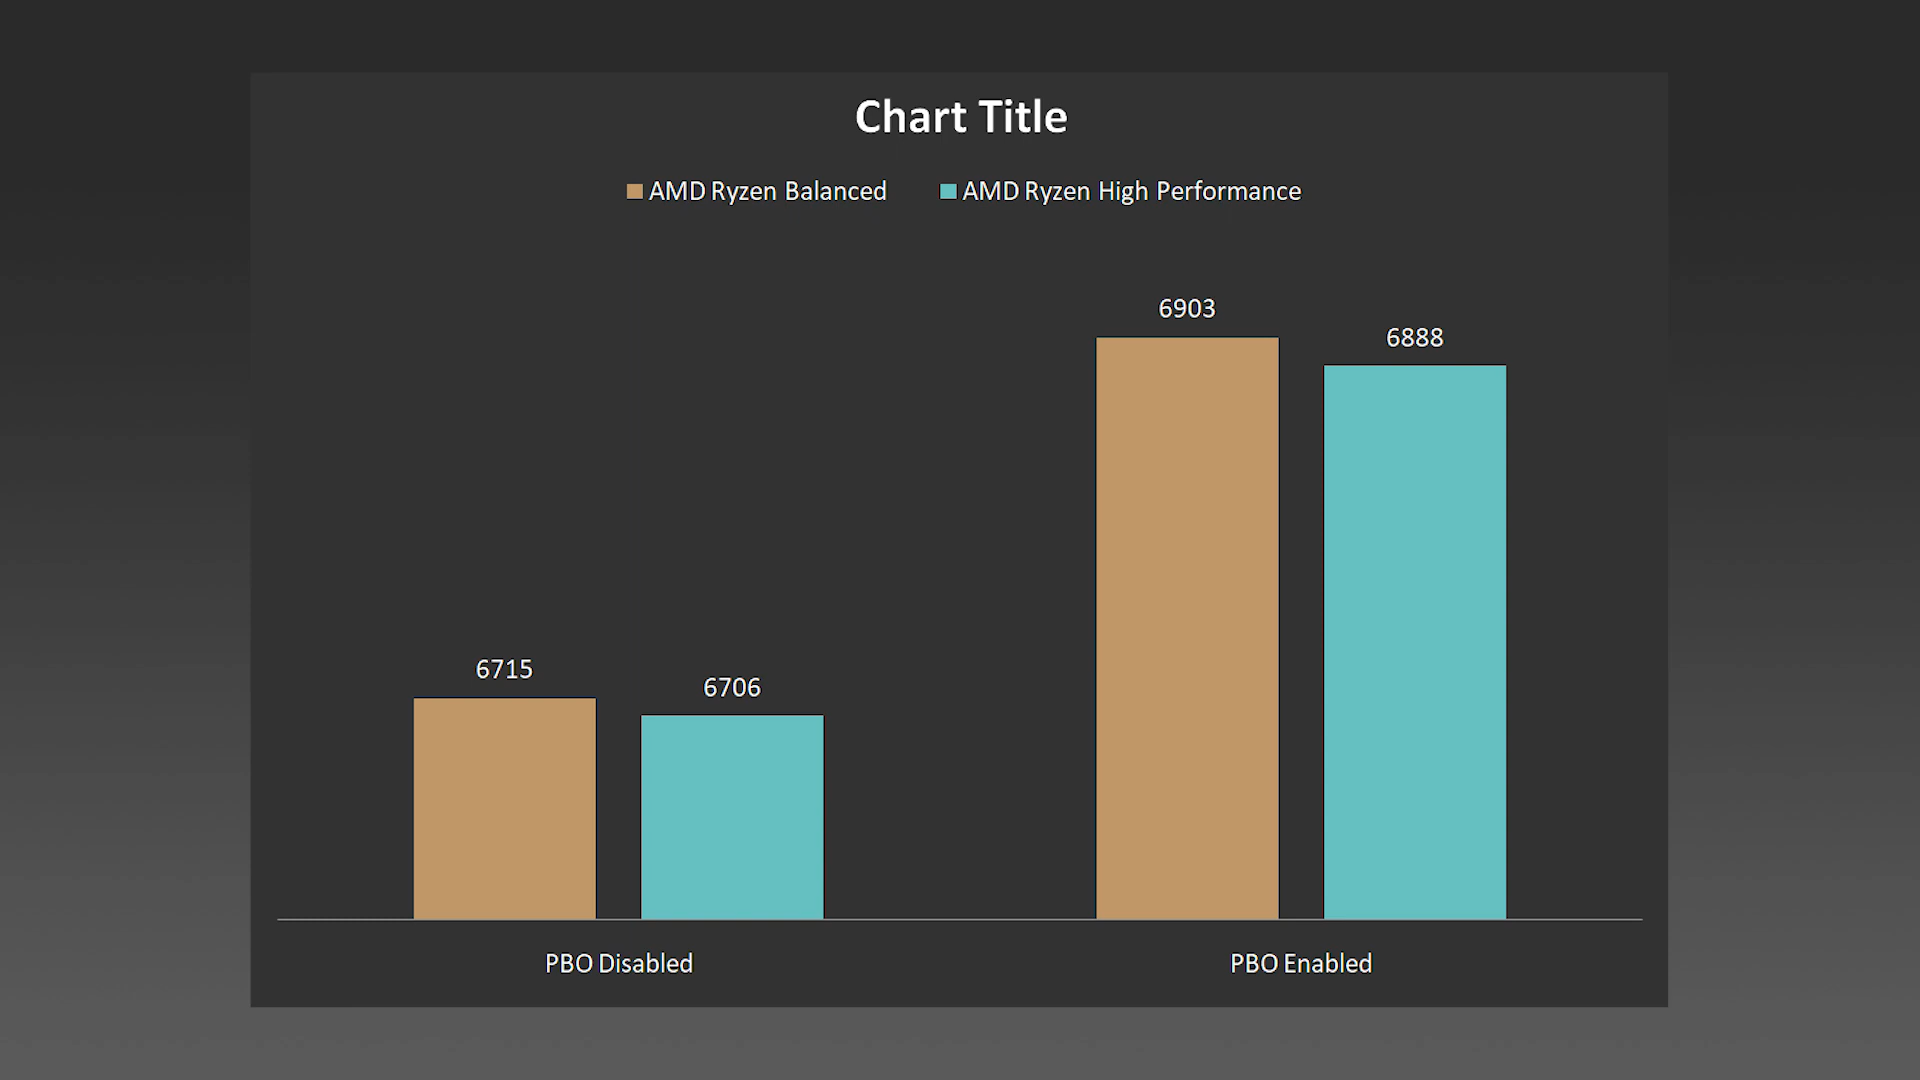 Chart Title
AMD Ryzen Balanced AMD Ryzen High Performance
6903
6888
6715
6706
PBO Disabled PBO Enabled